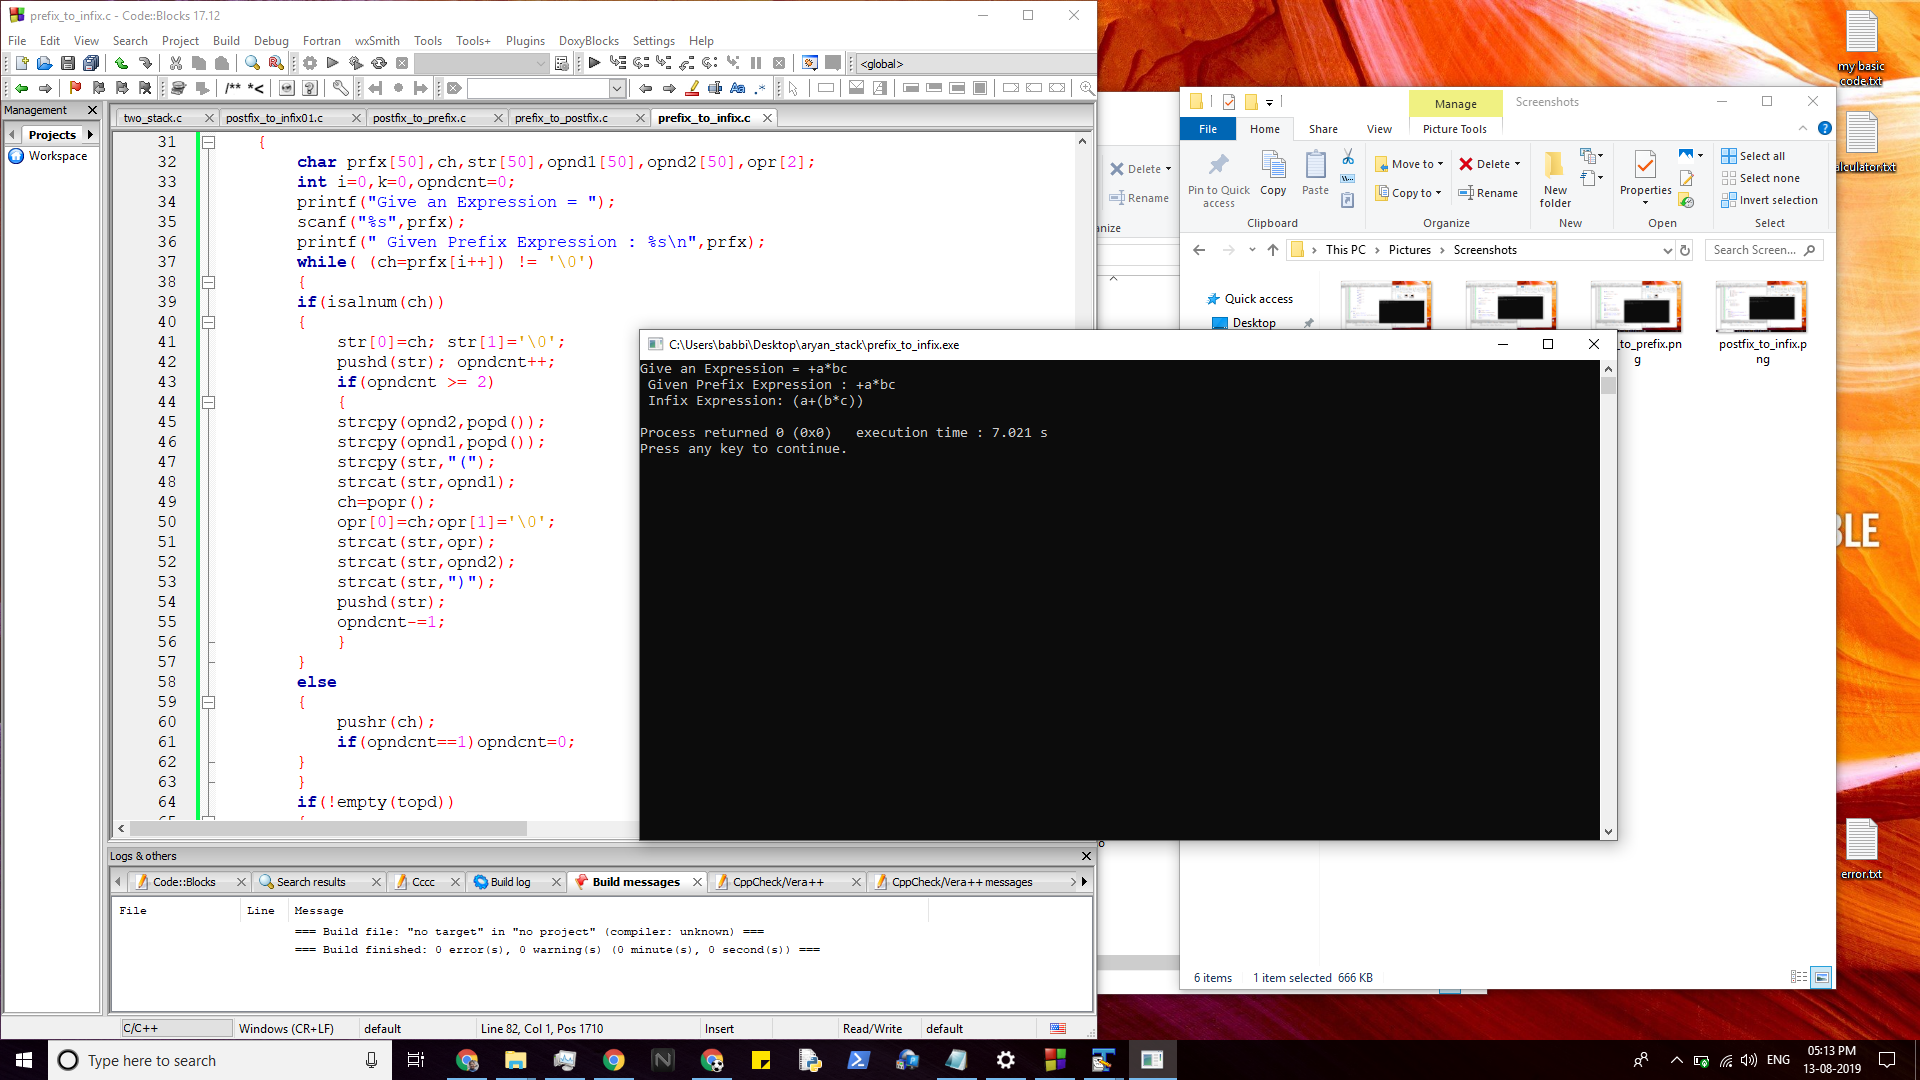 prefix_to_infix.c - Code::Blocks 17.12
File Edit View Search Project Build Debug Fortran wxSmith Tools Tools+ Plugins DoxyBlocks Settings Help
<global>
/** *<
Management
Projects
Workspace
two_stack.c postfix_to_infix01.c postfix_to_prefix.c prefix_to_postfix.c prefix_to_infix.c
31 {
32 char prfx[50],ch,str[50],opnd1[50],opnd2[50],opr[2];
33 int i=0,k=0,opndcnt=0;
34 printf("Give an Expression = ");
35 scanf("%s",prfx);
36 printf(" Given Prefix Expression : %s\n",prfx);
37 while( (ch=prfx[i++]) != '\0')
38 {
39 if(isalnum(ch))
40 {
41 str[0]=ch; str[1]='\0';
42 pushd(str); opndcnt++;
43 if(opndcnt >= 2)
44 {
45 strcpy(opnd2,popd());
46 strcpy(opnd1,popd());
47 strcpy(str,"(");
48 strcat(str,opnd1);
49 ch=popr();
50 opr[0]=ch;opr[1]='\0';
51 strcat(str,opr);
52 strcat(str,opnd2);
53 strcat(str,")");
54 pushd(str);
55 opndcnt-=1;
56 }
57 }
58 else
59 {
60 pushr(ch);
61 if(opndcnt==1)opndcnt=0;
62 }
63 }
64 if(!empty(topd))
65 {
C:\Users\babbi\Desktop\aryan_stack\prefix_to_infix.exe
Give an Expression = +a*bc
Given Prefix Expression : +a*bc
Infix Expression: (a+(b*c))
Process returned 0 (0x0) execution time : 7.021 s
Press any key to continue.
Logs & others
Code::Blocks Search results Cccc Build log Build messages CppCheck/Vera++ CppCheck/Vera++ messages
File Line Message
=== Build file: "no target" in "no project" (compiler: unknown) ===
=== Build finished: 0 error(s), 0 warning(s) (0 minute(s), 0 second(s)) ===
C/C++ Windows (CR+LF) default Line 82, Col 1, Pos 1710 Insert Read/Write default
Delete
Rename
nize
Manage
Screenshots
File Home Share View Picture Tools
Pin to Quick access
Copy
Paste
Clipboard
Move to
Copy to
Delete
Rename
Organize
New folder
New
Properties
Open
Select all
Select none
Invert selection
Select
This PC Pictures Screenshots
Search Screen...
Quick access
Desktop
_to_prefix.pn
g
postfix_to_infix.p
ng
6 items 1 item selected 666 KB
my basic
code.txt
alculator.txt
BLE
error.txt
Type here to search
ENG
05:13 PM
13-08-2019